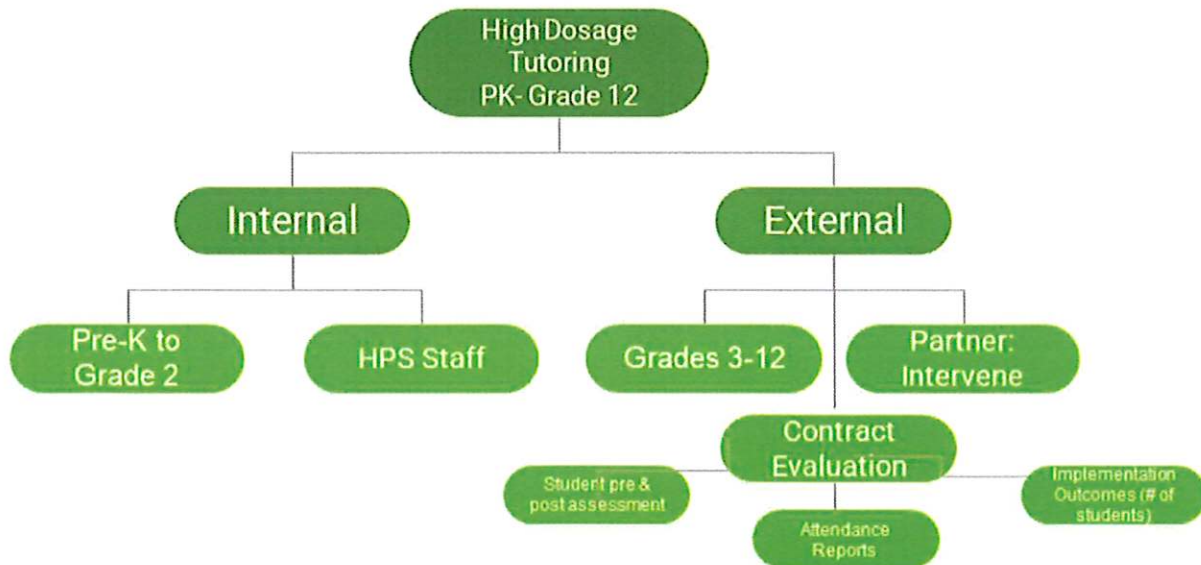 High Dosage
Tutoring
PK- Grade 12
Internal
External
Pre-K to
Grade 2
HPS Staff
Grades 3-12
Partner:
Intervene
Contract
Evaluation
Student pre &
post assessment
Attendance
Reports
Implementation
Outcomes (# of
students)